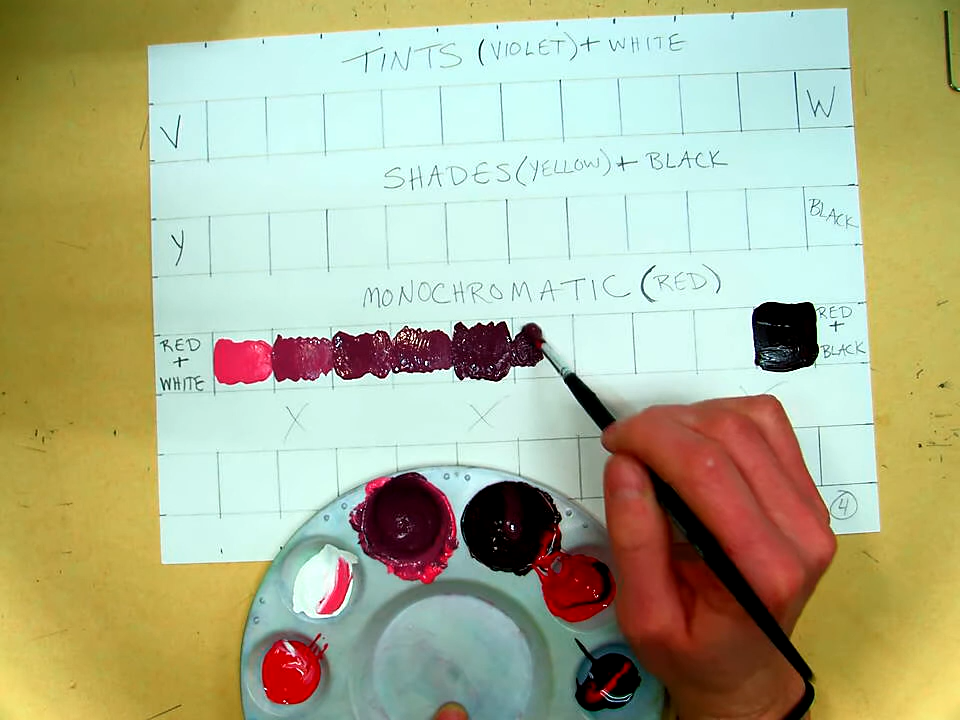 TINTS (VIOLET) + WHITE
V W
SHADES (YELLOW) + BLACK
Y BLACK
MONOCHROMATIC (RED)
RED
+
WHITE
RED
+
BLACK
X X X
4